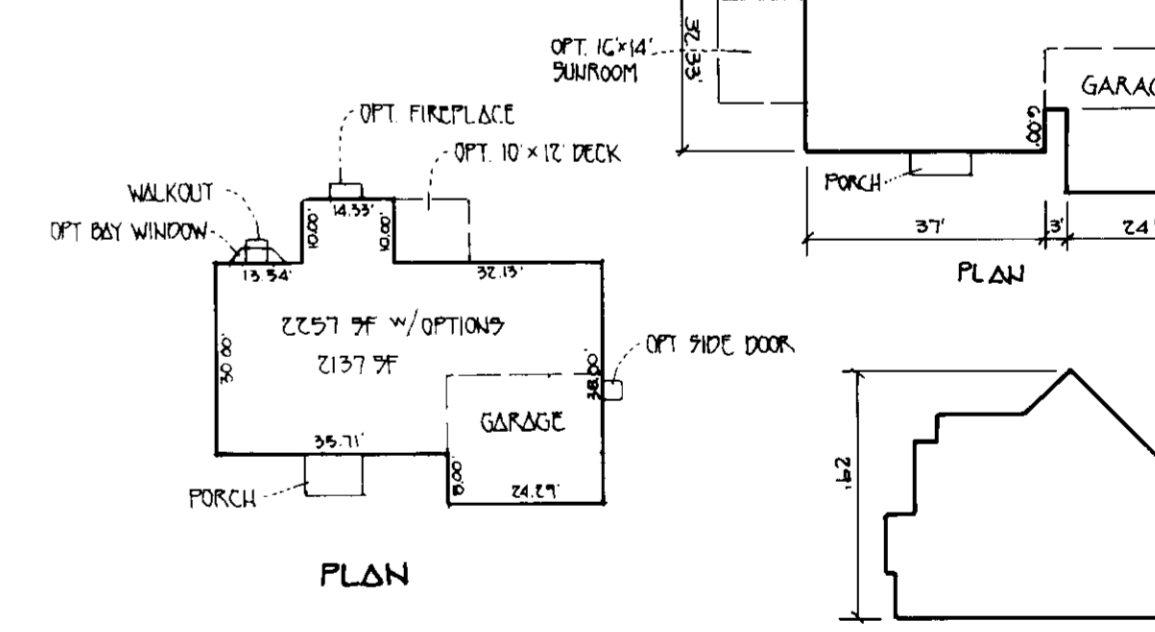 OPT. 16'×14'
SUNROOM
32.33'
GARAG
6.00'
PORCH
37'
3'
24'
PLAN
OPT. FIREPLACE
OPT. 10'×12' DECK
WALKOUT
OPT BAY WINDOW
14.33'
10.00'
10.00'
13.54'
32.13'
2257 SF W/OPTIONS
2137 SF
30.00'
38.00'
OPT SIDE DOOR
GARAGE
35.71'
8.00'
24.29'
PORCH
PLAN
29'